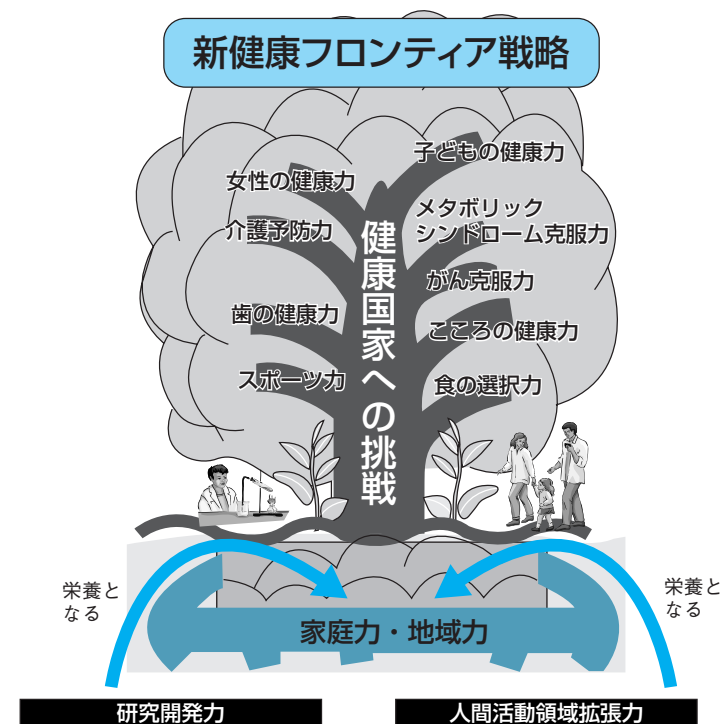 新健康フロンティア戦略
子どもの健康力
女性の健康力
メタボリック
シンドローム克服力
介護予防力
がん克服力
歯の健康力
こころの健康力
スポーツ力
食の選択力
健康国家への挑戦
栄養と
なる
栄養と
なる
家庭力・地域力
研究開発力
人間活動領域拡張力